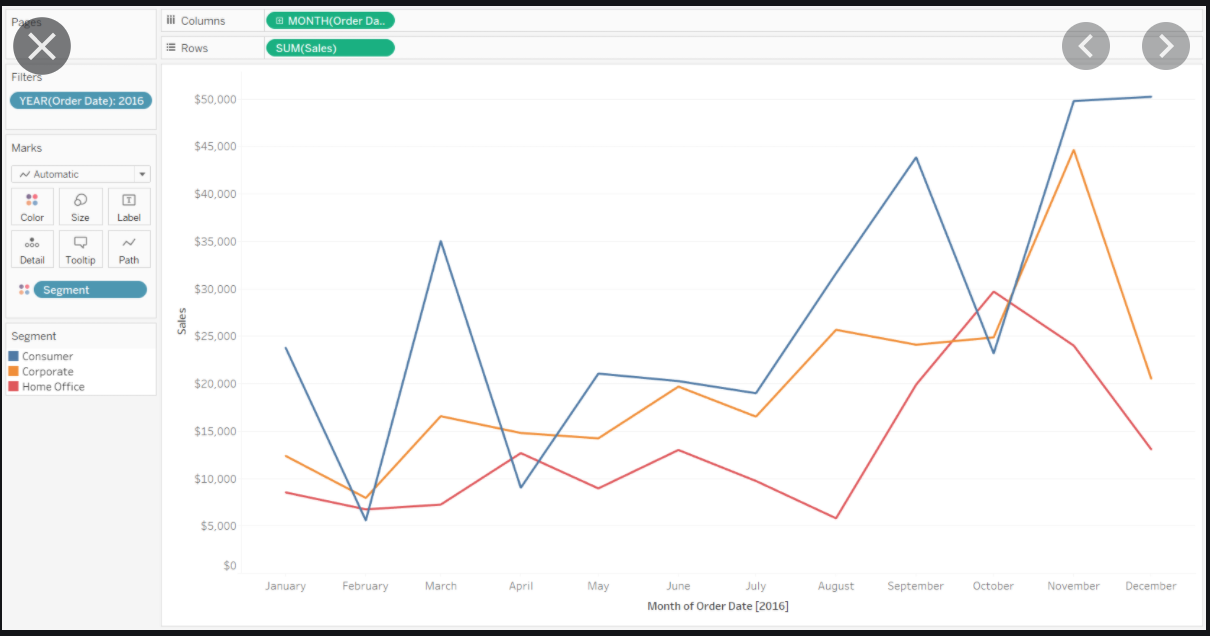 Pages
Columns
MONTH(Order Da..
Rows
SUM(Sales)
Filters
YEAR(Order Date): 2016
Marks
Automatic
Color Size Label
Detail Tooltip Path
Segment
Segment
Consumer
Corporate
Home Office
Sales
$50,000
$45,000
$40,000
$35,000
$30,000
$25,000
$20,000
$15,000
$10,000
$5,000
$0
January February March April May June July August September October November December
Month of Order Date [2016]